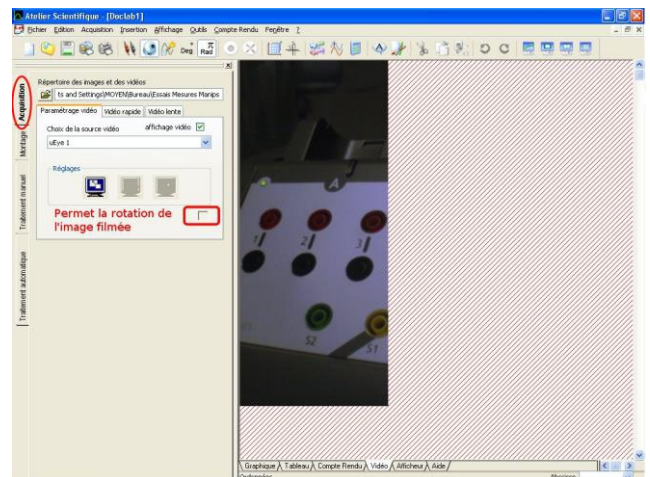 Atelier Scientifique - [Doclab1]
Fichier Edition Acquisition Insertion Affichage Outils Compte Rendu Fenêtre ?
Deg Rad
Répertoire des images et des vidéos
ts and Settings\MOYEN\Bureau\Essais Mesures Manips
Paramétrage vidéo Vidéo rapide Vidéo lente
Choix de la source vidéo affichage vidéo
uEye 1
Réglages
Permet la rotation de
l'image filmée
Acquisition
Montage
Traitement manuel
Traitement automatique
A
1 2 3
S2 S1
Graphique Tableau Compte Rendu Vidéo Afficheur Aide
Ordonnées Abscisse